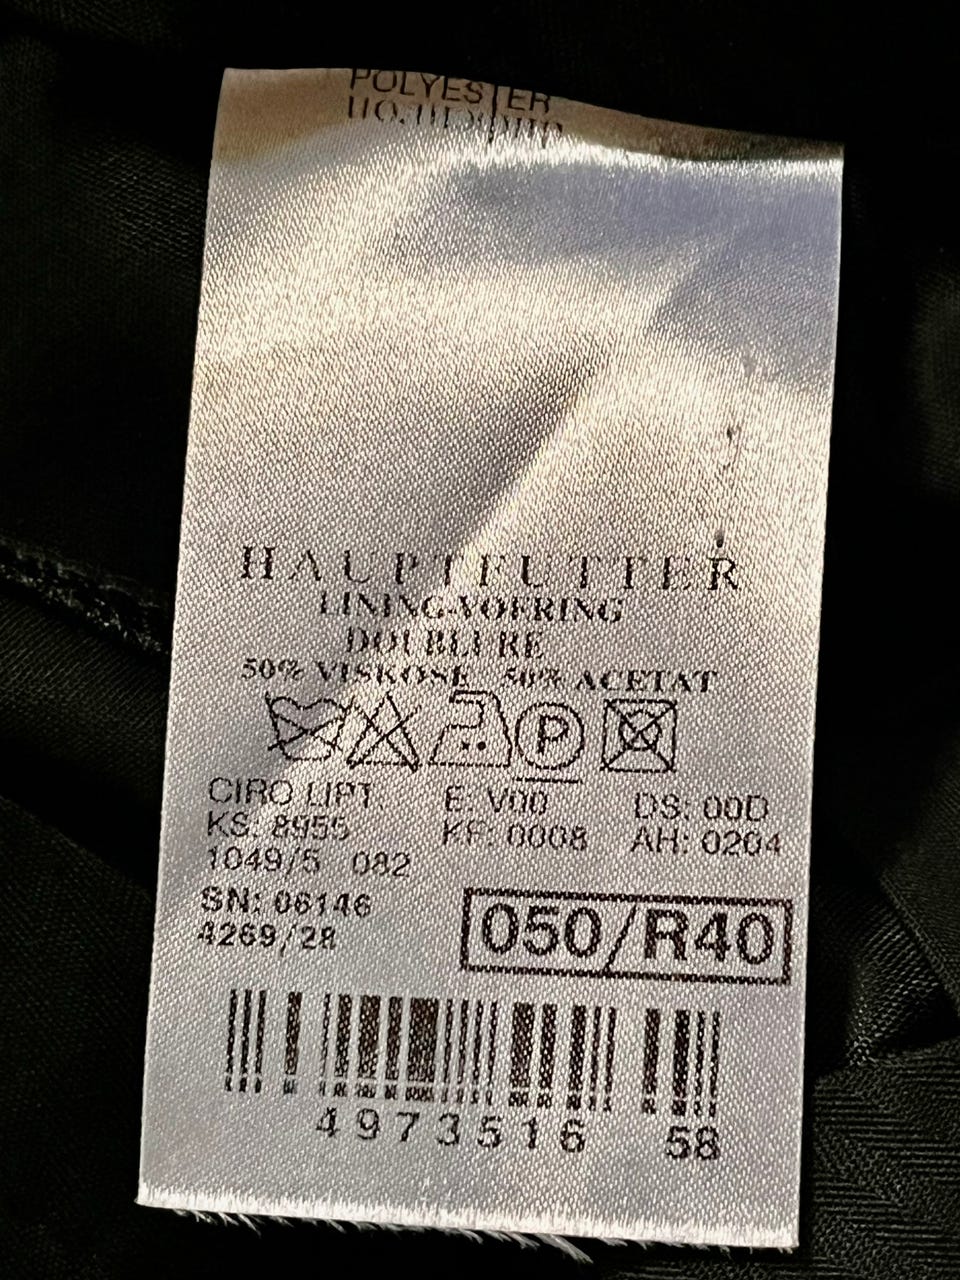 POLYESTER
HAUPTFUTTER
LINING-VOERING
DOUBLURE
50% VISKOSE 50% ACETAT
P
CIRO LIPT. E: V00 DS: 00D
KS: 8955 KF: 0008 AH: 0204
1049/5 082
SN: 06146
4269/28
050/R40
4973516 58